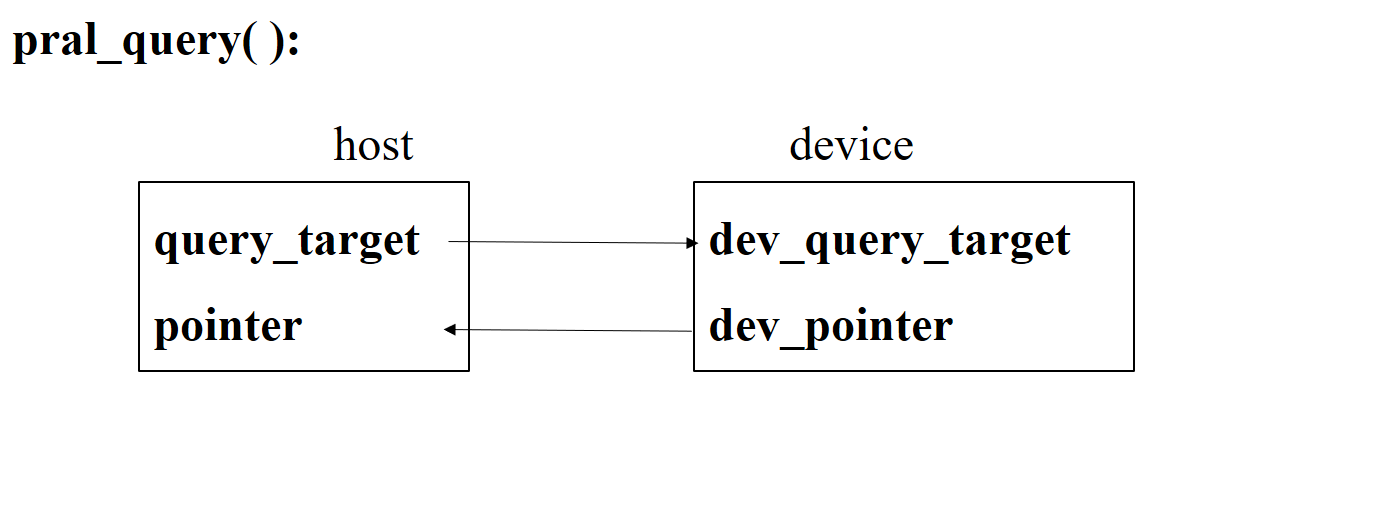 pral_query( ):
host device
query_target dev_query_target
pointer dev_pointer